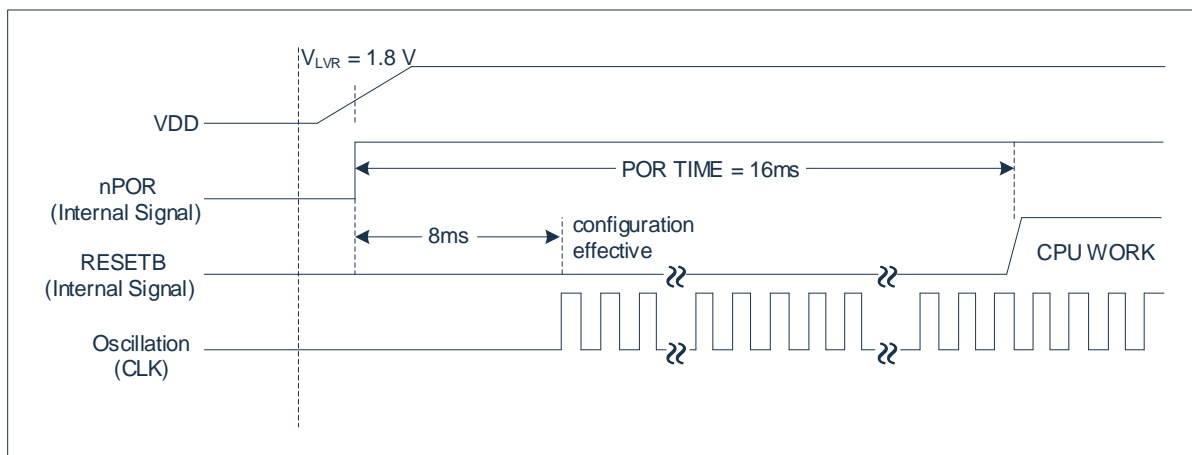 V_LVR = 1.8 V
VDD
nPOR
(Internal Signal)
POR TIME = 16ms
8ms
configuration
effective
RESETB
(Internal Signal)
CPU WORK
Oscillation
(CLK)